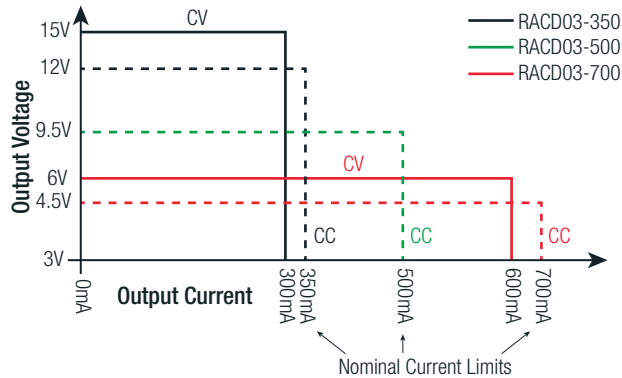 CV
RACD03-350
RACD03-500
RACD03-700
15V
12V
9.5V
6V
4.5V
3V
Output Voltage
CV
CC
CC
CC
0mA
Output Current
300mA
350mA
500mA
600mA
700mA
Nominal Current Limits